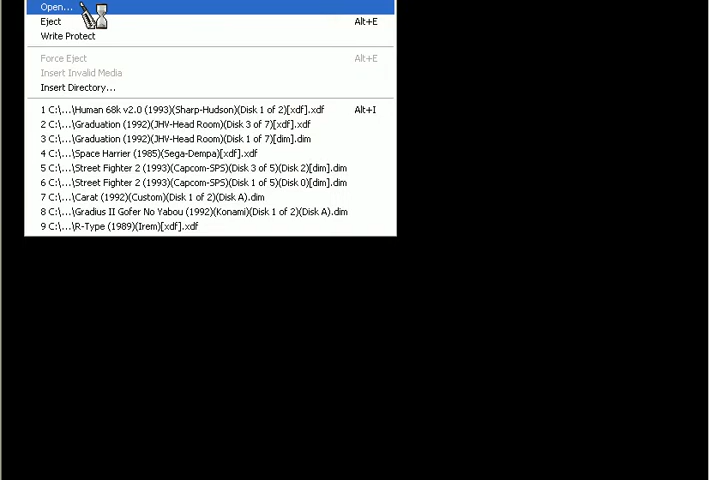 Open...
Eject Alt+E
Write Protect
Force Eject Alt+E
Insert Invalid Media
Insert Directory...
1 C:\...\Human 68k v2.0 (1993)(Sharp-Hudson)(Disk 1 of 2)[xdf].xdf Alt+I
2 C:\...\Graduation (1992)(JHV-Head Room)(Disk 3 of 7)[xdf].xdf
3 C:\...\Graduation (1992)(JHV-Head Room)(Disk 1 of 7)[dim].dim
4 C:\...\Space Harrier (1985)(Sega-Dempa)[xdf].xdf
5 C:\...\Street Fighter 2 (1993)(Capcom-SPS)(Disk 3 of 5)(Disk 2)[dim].dim
6 C:\...\Street Fighter 2 (1993)(Capcom-SPS)(Disk 1 of 5)(Disk 0)[dim].dim
7 C:\...\Carat (1992)(Custom)(Disk 1 of 2)(Disk A).dim
8 C:\...\Gradius II Gofer No Yabou (1992)(Konami)(Disk 1 of 2)(Disk A).dim
9 C:\...\R-Type (1989)(Irem)[xdf].xdf